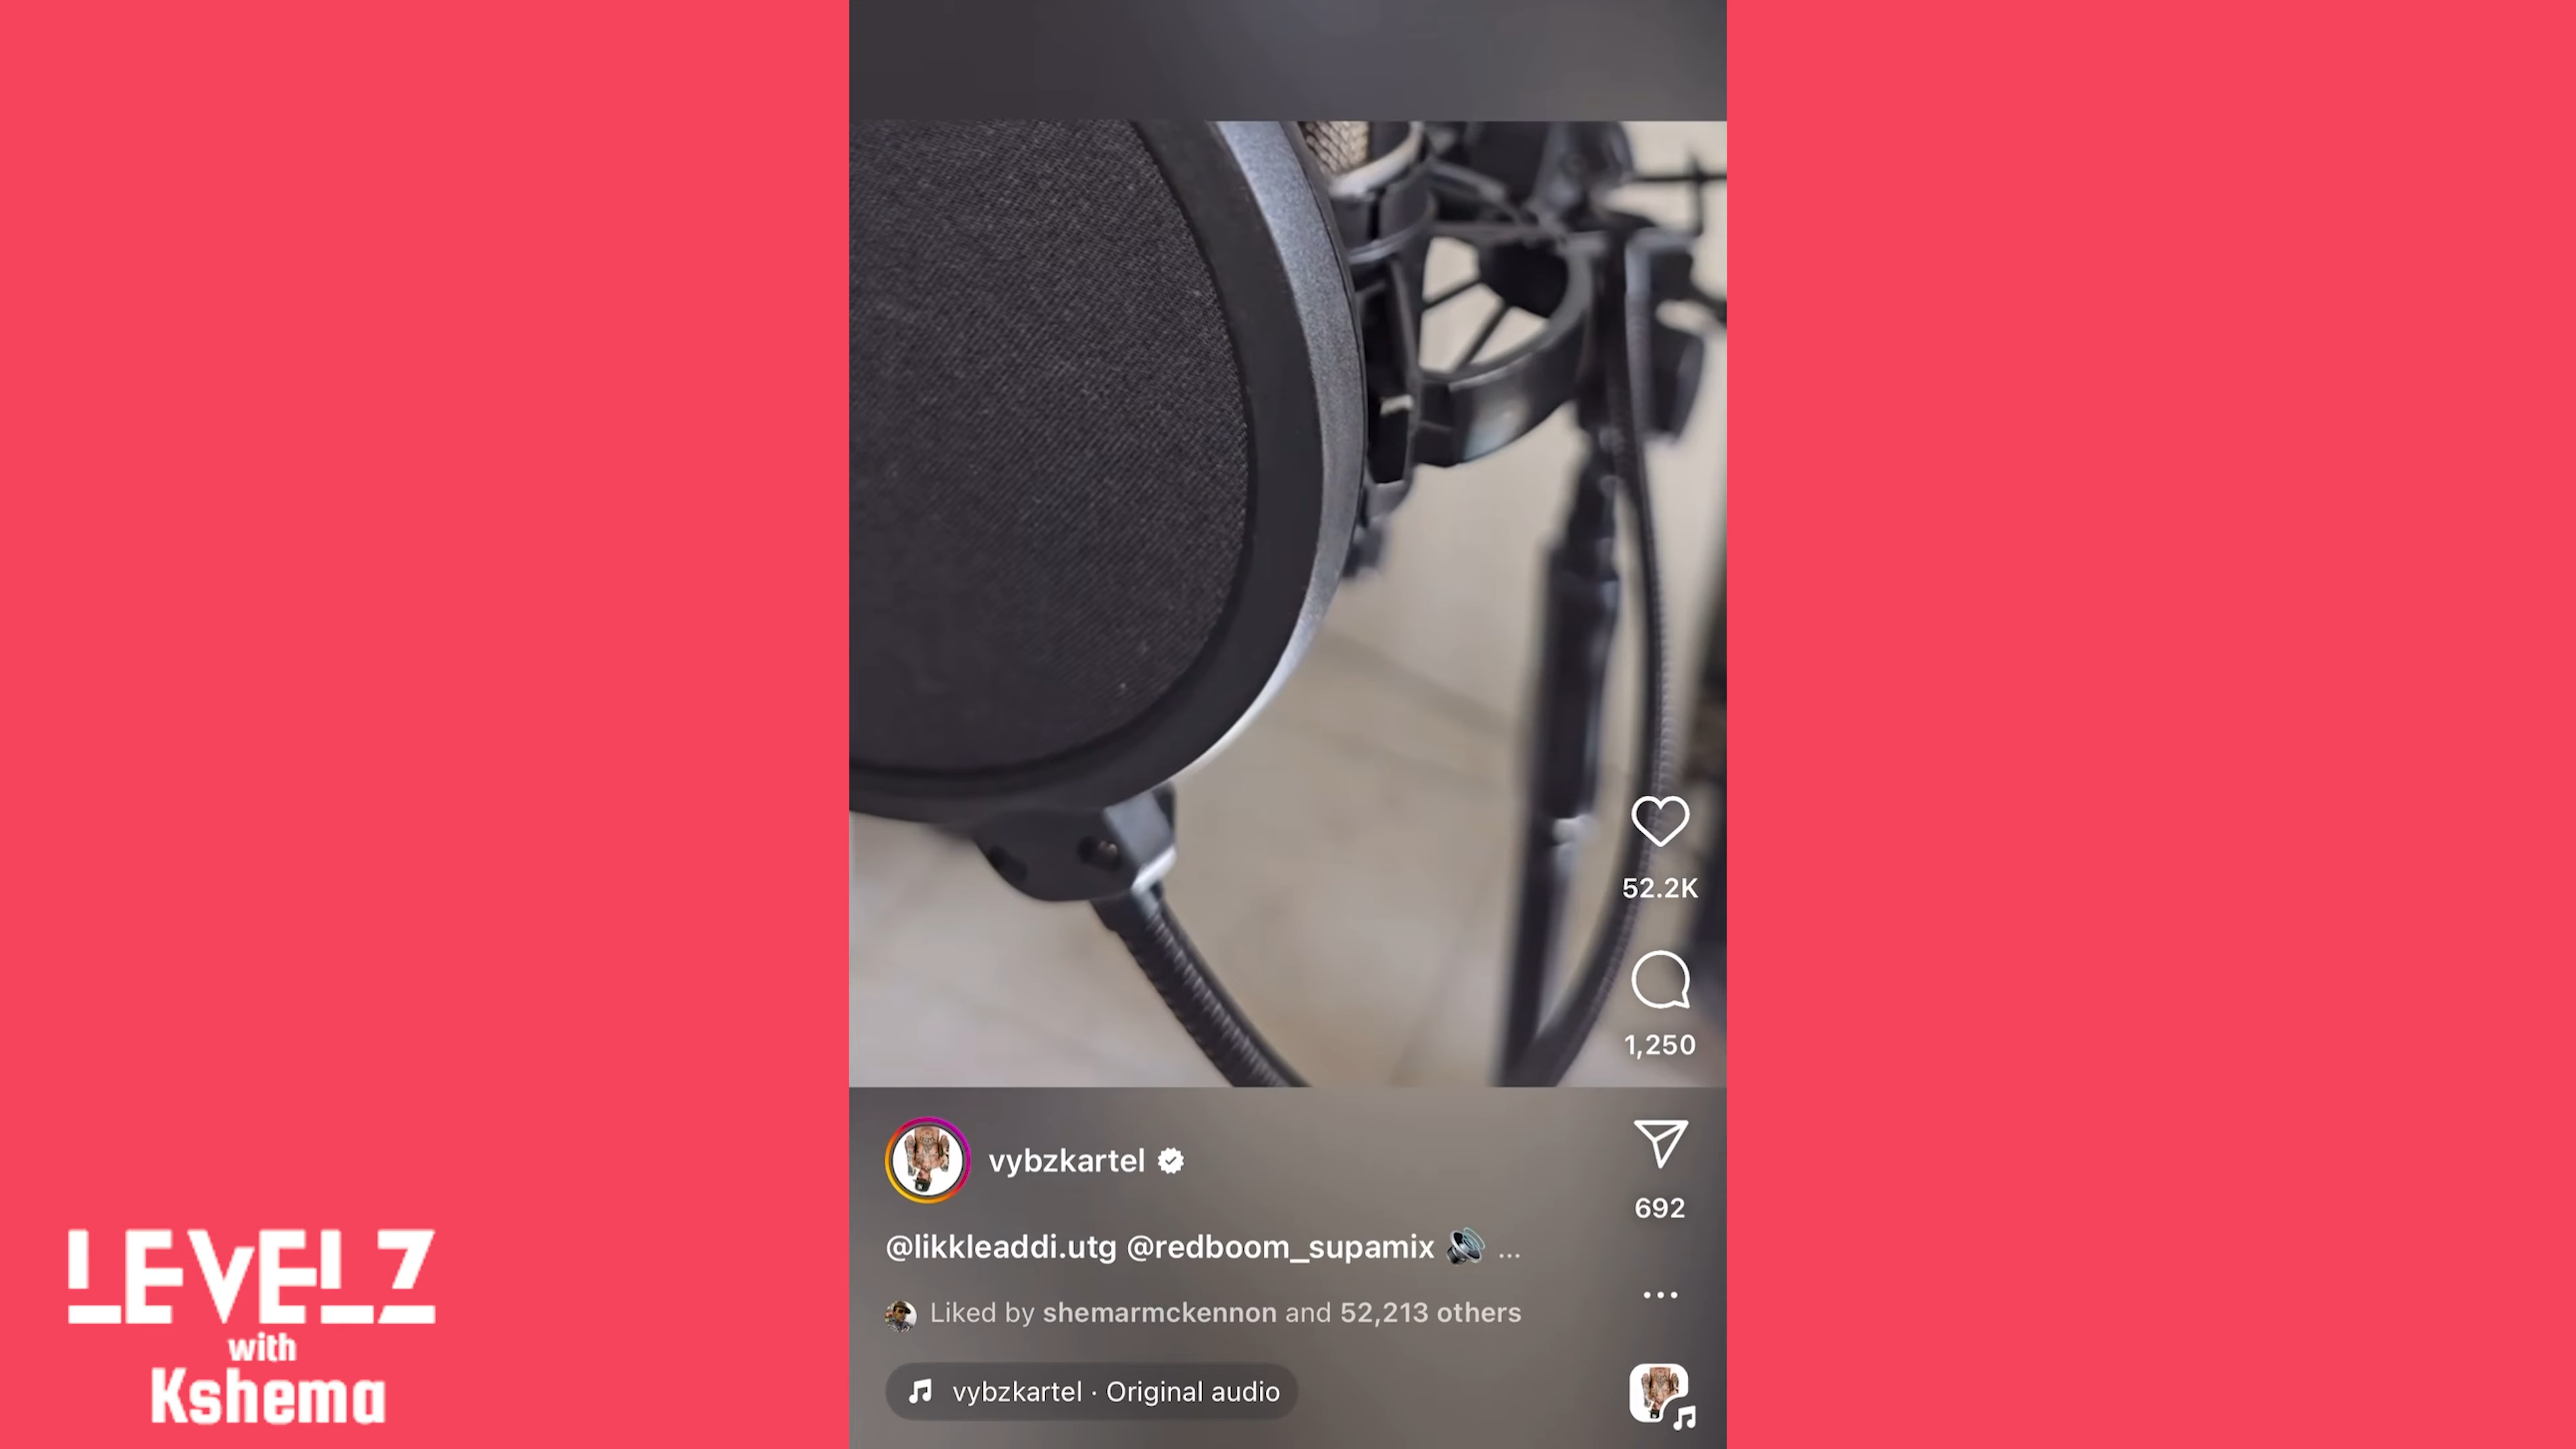 52.2K
1,250
vybzkartel
692
@likkleaddi.utg @redboom_supamix 🔊 ...
Liked by shemarmckennon and 52,213 others
vybzkartel · Original audio
LEVELZ
with
Kshema